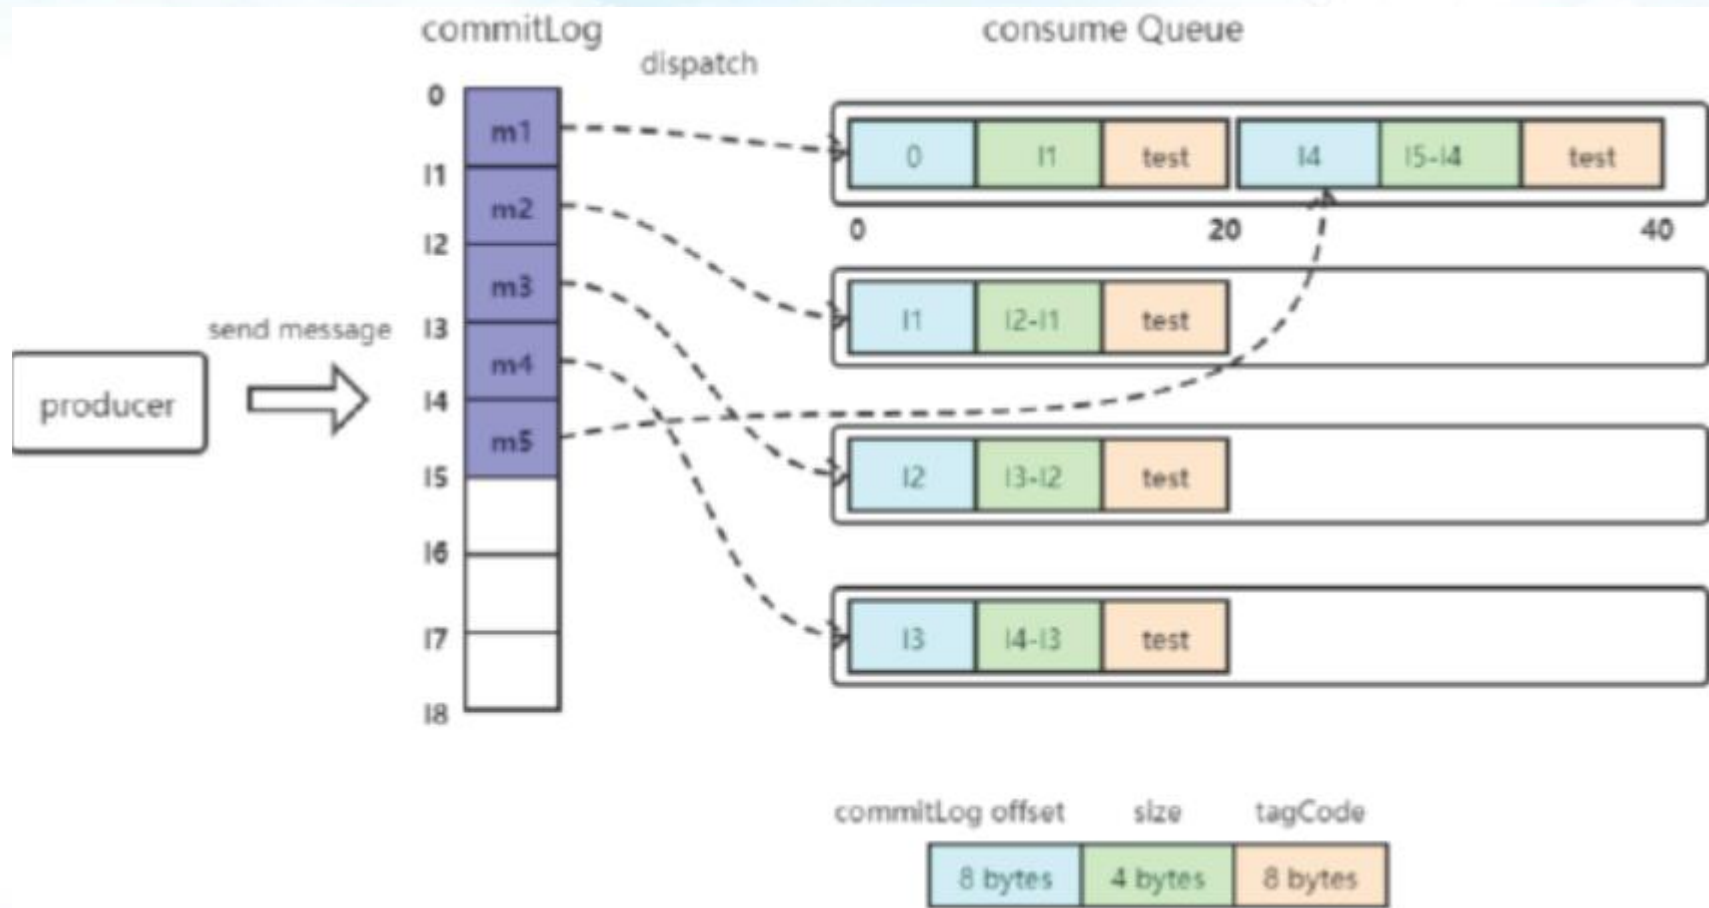 commitLog
consume Queue
dispatch
0
m1
0 l1 test l4 l5-l4 test
l1
m2
0 20 40
l2
m3
l1 l2-l1 test
send message
l3
m4
producer
l4
m5
l5
l2 l3-l2 test
l6
l7
l3 l4-l3 test
l8
commitLog offset size tagCode
8 bytes 4 bytes 8 bytes